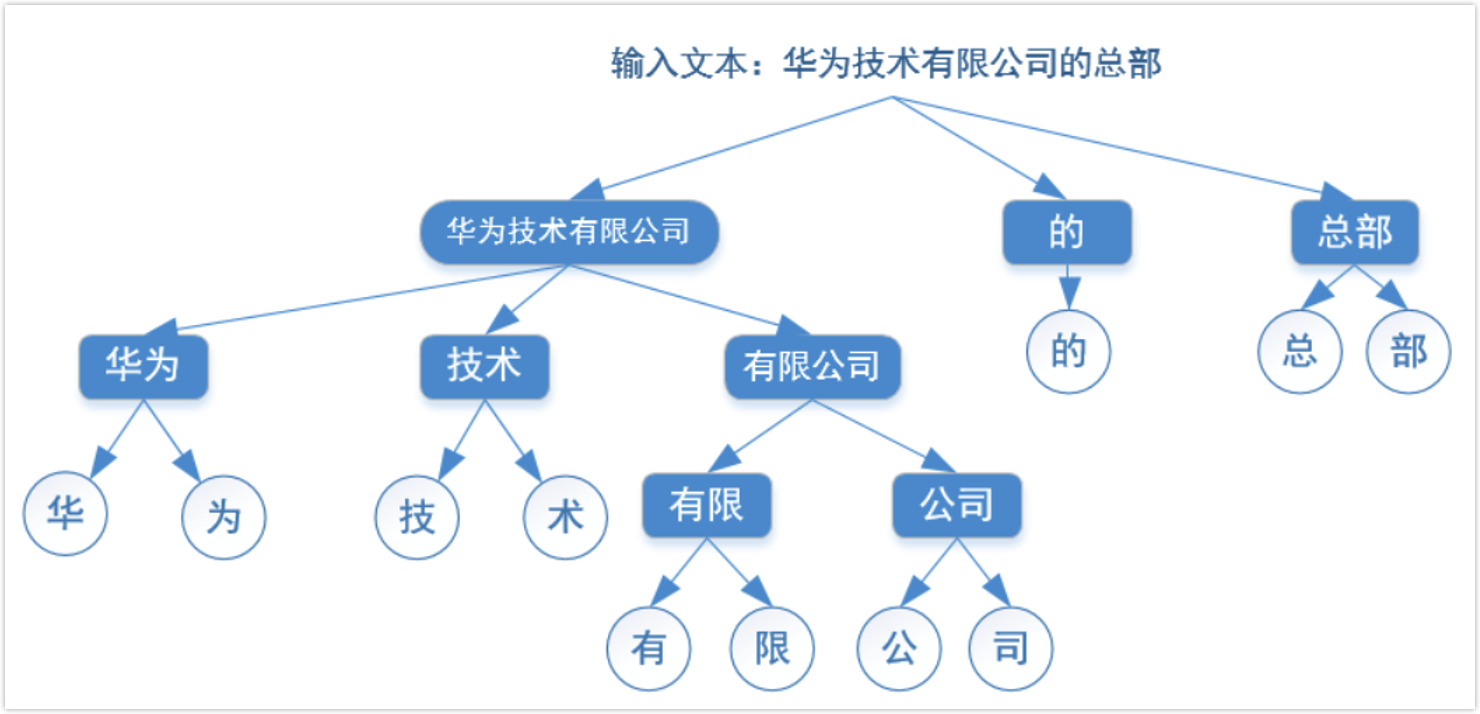 输入文本：华为技术有限公司的总部
华为技术有限公司
的
总部
华为
技术
有限公司
的
总
部
华
为
技
术
有限
公司
有
限
公
司